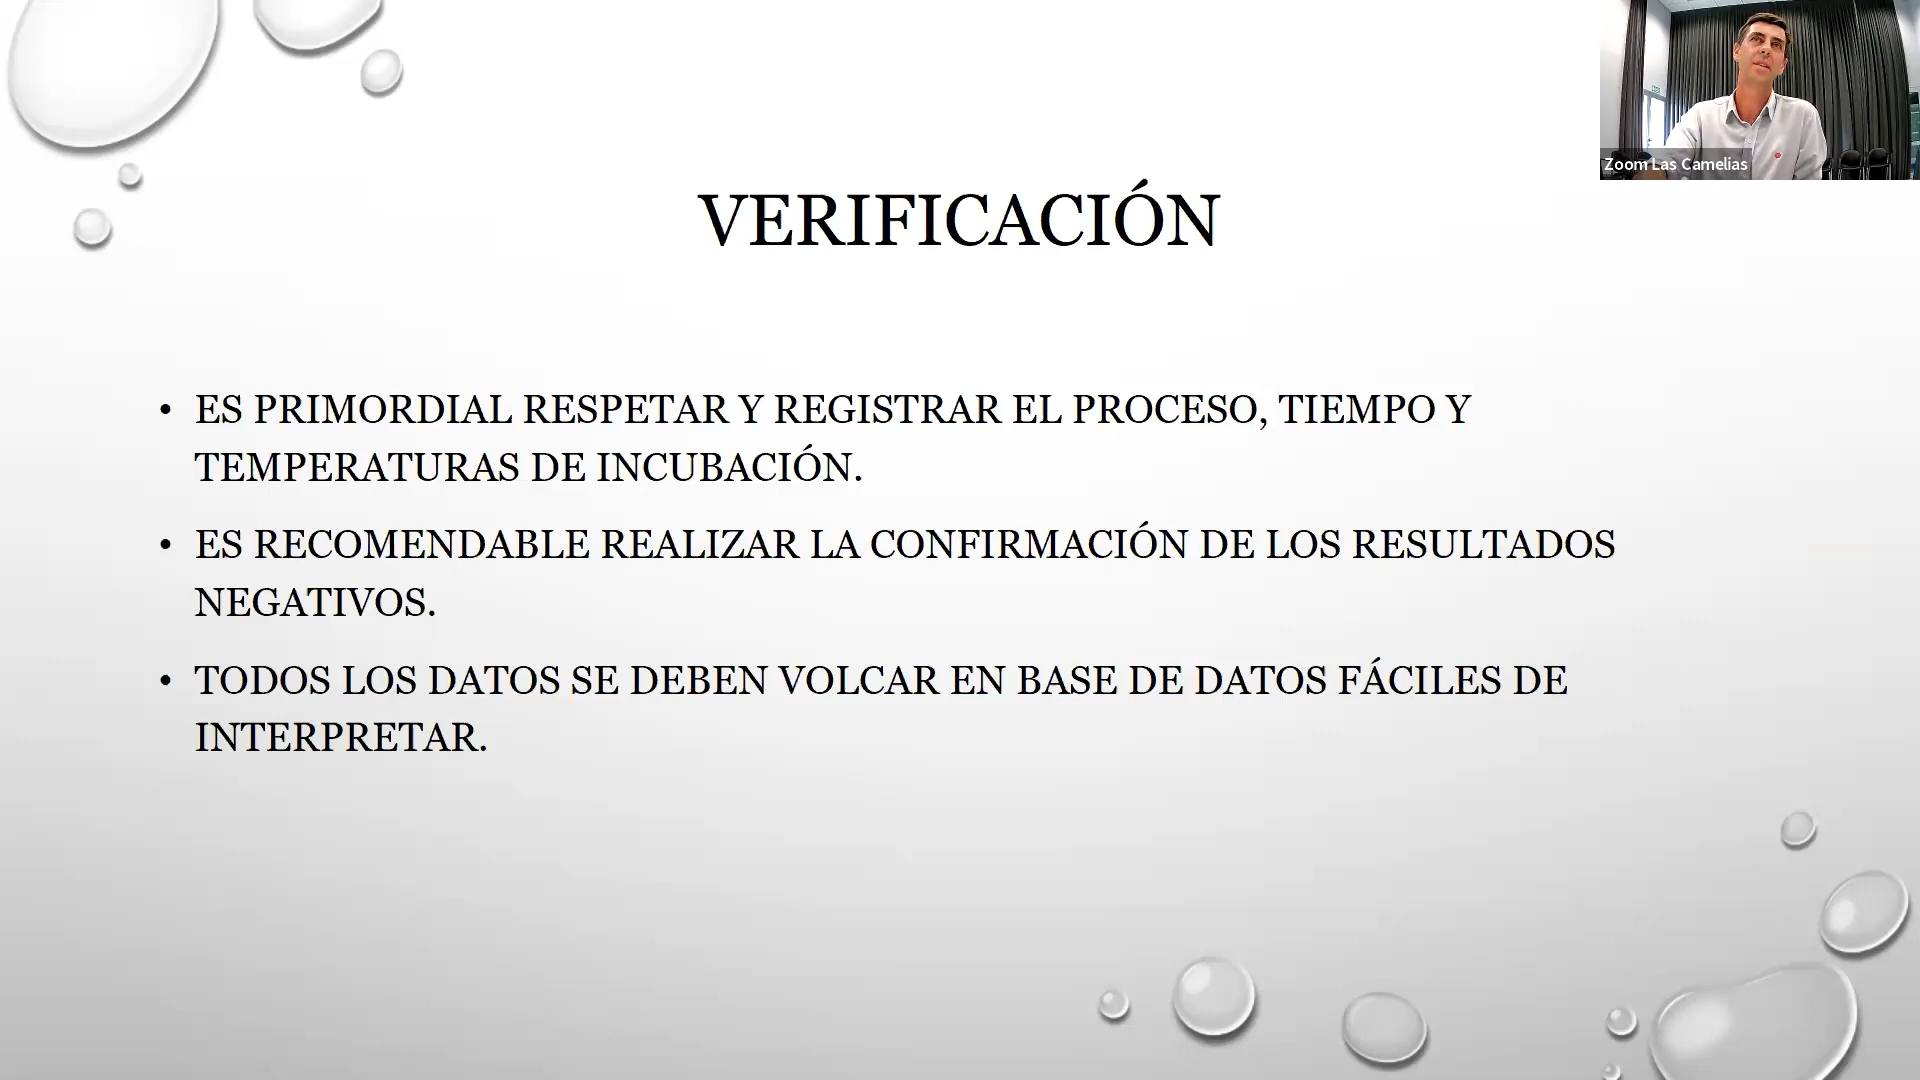 Zoom Las Camelias
VERIFICACIÓN
• ES PRIMORDIAL RESPETAR Y REGISTRAR EL PROCESO, TIEMPO Y
TEMPERATURAS DE INCUBACIÓN.
• ES RECOMENDABLE REALIZAR LA CONFIRMACIÓN DE LOS RESULTADOS
NEGATIVOS.
• TODOS LOS DATOS SE DEBEN VOLCAR EN BASE DE DATOS FÁCILES DE
INTERPRETAR.